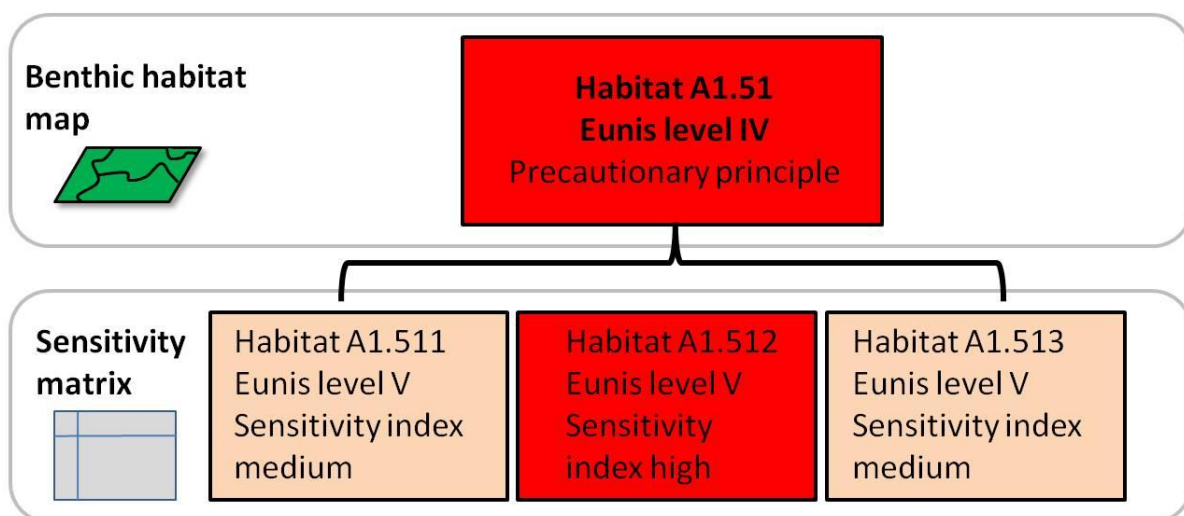 Benthic habitat
map
Habitat A1.51
Eunis level IV
Precautionary principle
Sensitivity
matrix
Habitat A1.511
Eunis level V
Sensitivity index
medium
Habitat A1.512
Eunis level V
Sensitivity
index high
Habitat A1.513
Eunis level V
Sensitivity index
medium